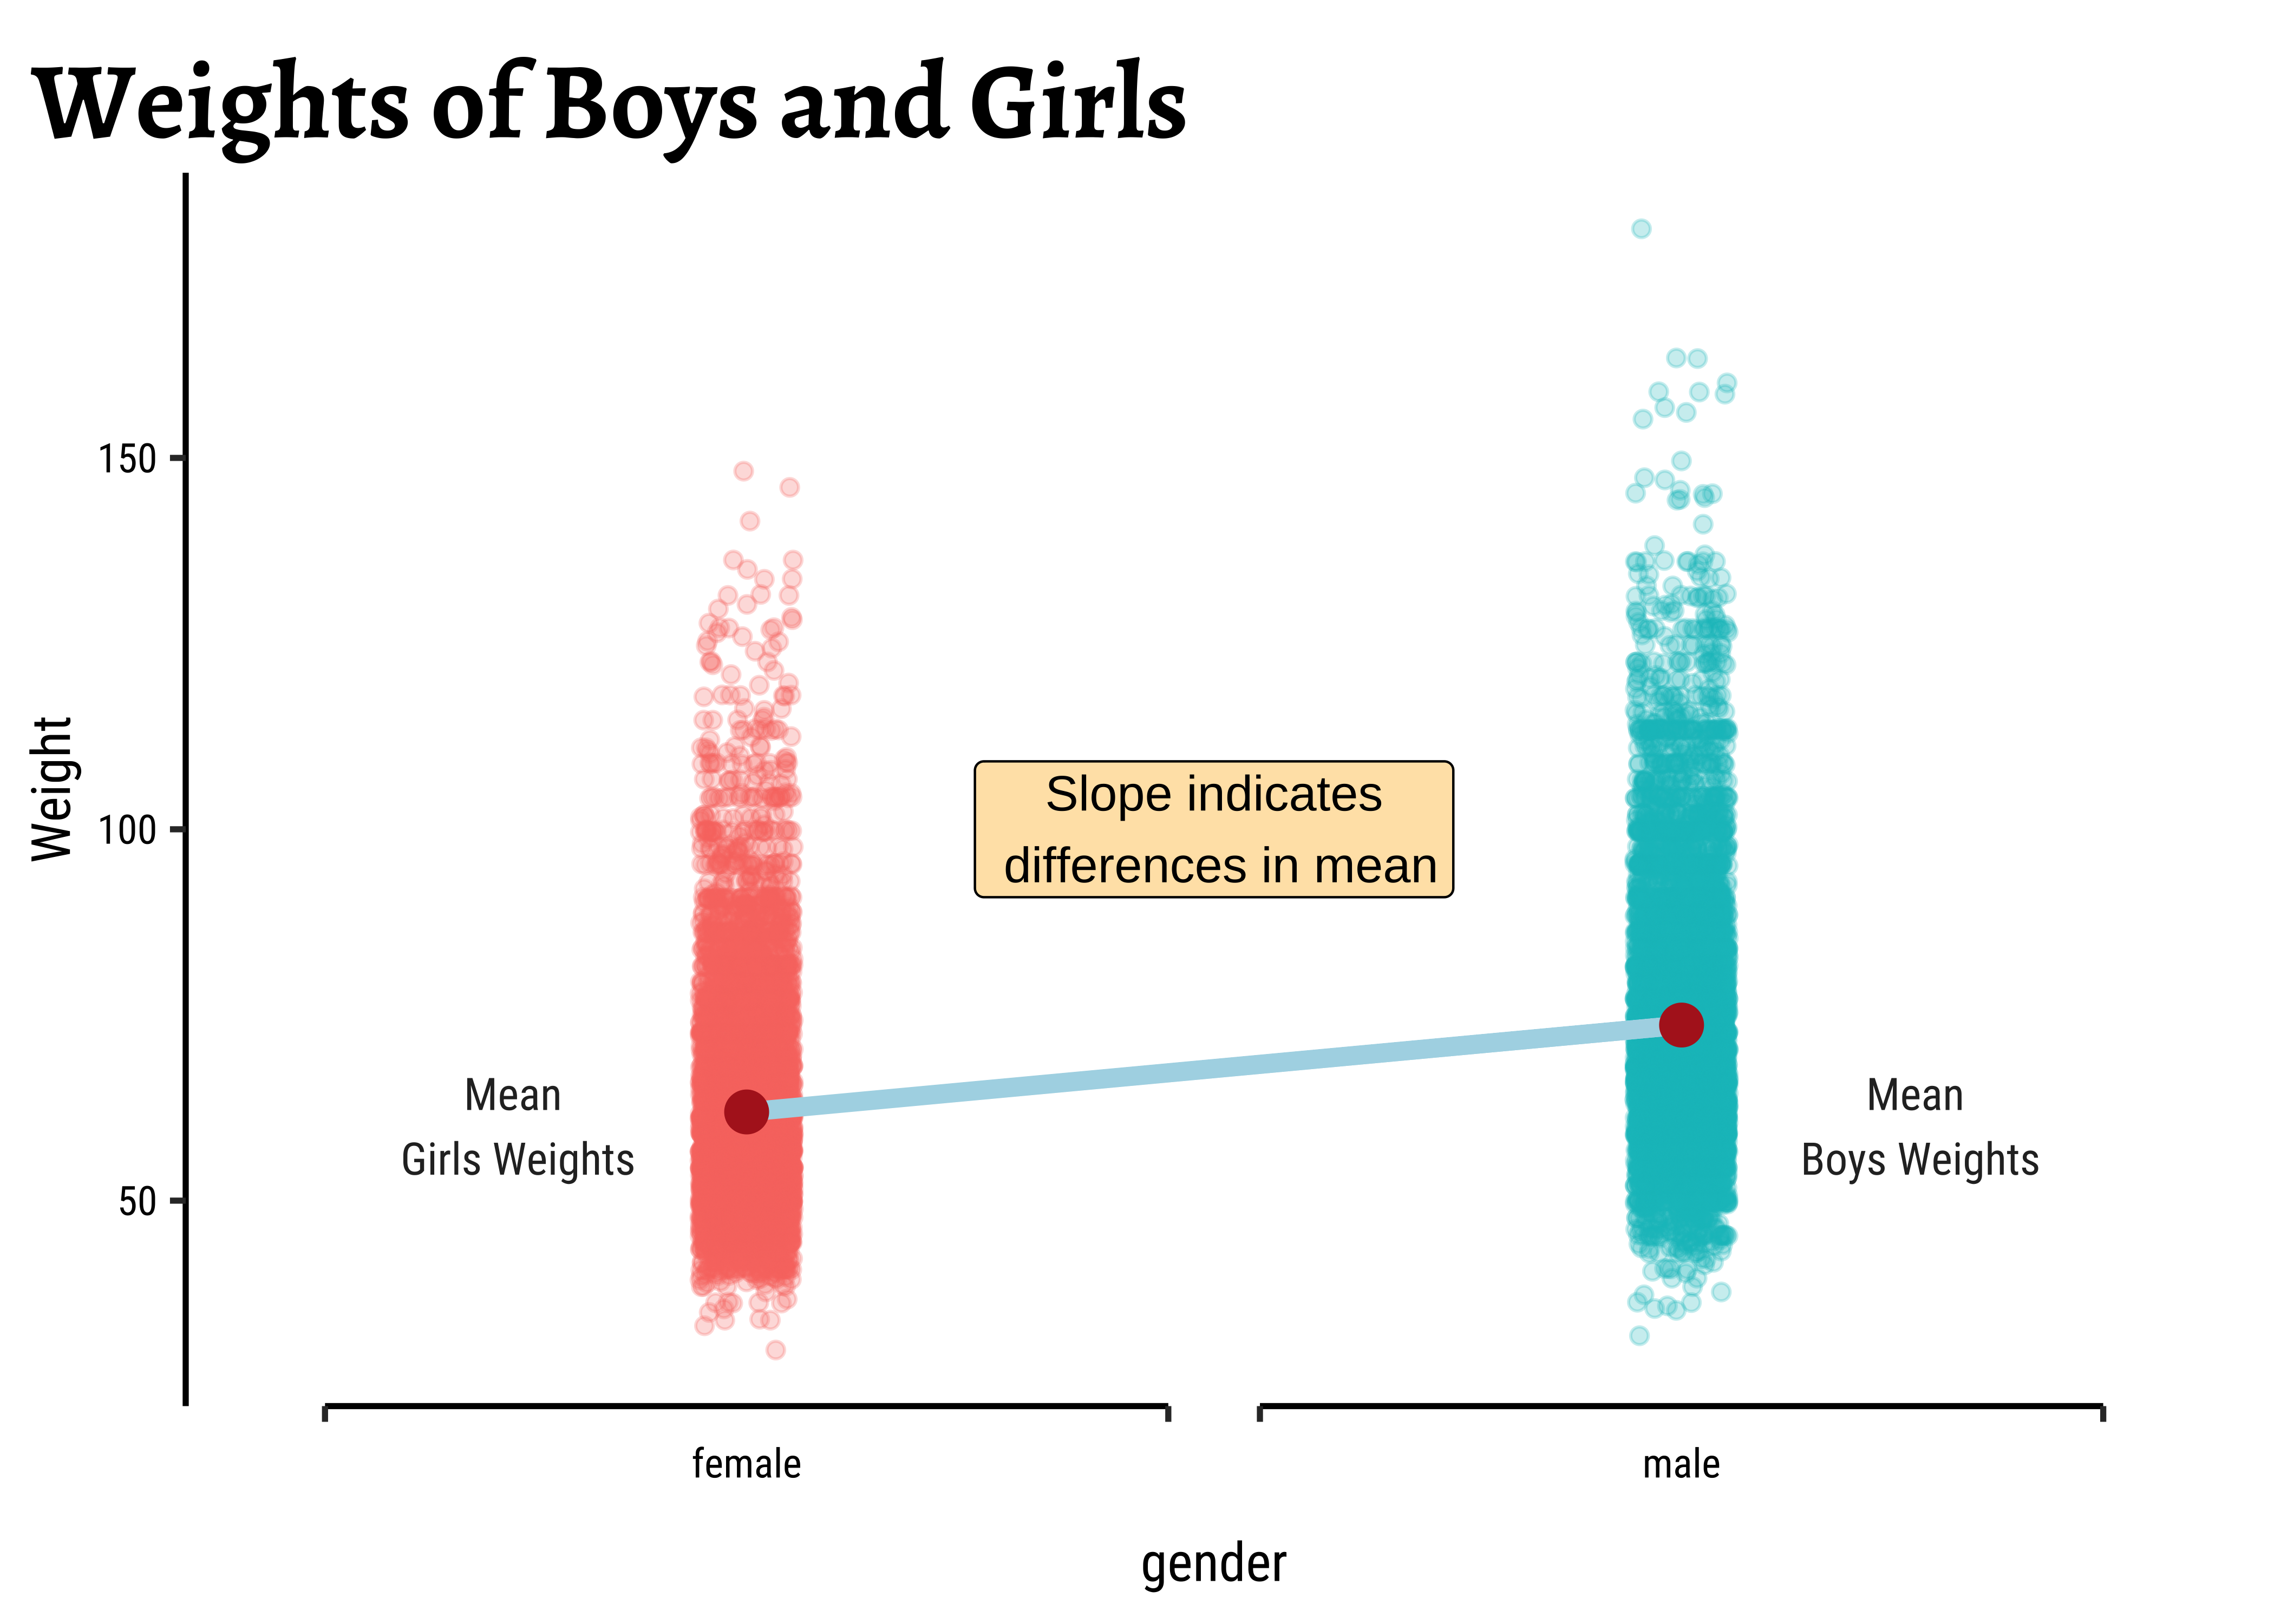 Weights of Boys and Girls
150
Slope indicates
differences in mean
Weight
100
Mean
Girls Weights
Mean
Boys Weights
50
female
male
gender